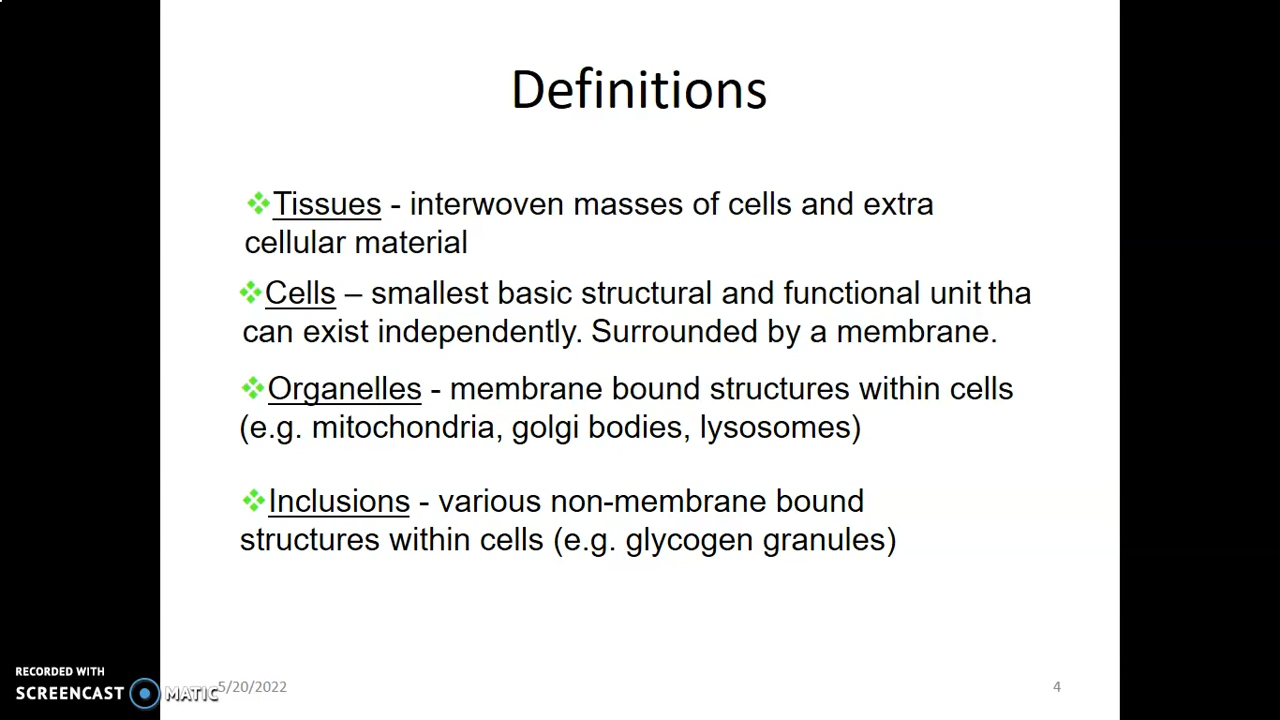 Definitions
❖Tissues - interwoven masses of cells and extra
cellular material
❖Cells – smallest basic structural and functional unit tha
can exist independently. Surrounded by a membrane.
❖Organelles - membrane bound structures within cells
(e.g. mitochondria, golgi bodies, lysosomes)
❖Inclusions - various non-membrane bound
structures within cells (e.g. glycogen granules)
RECORDED WITH
SCREENCAST MATIC
5/20/2022
4